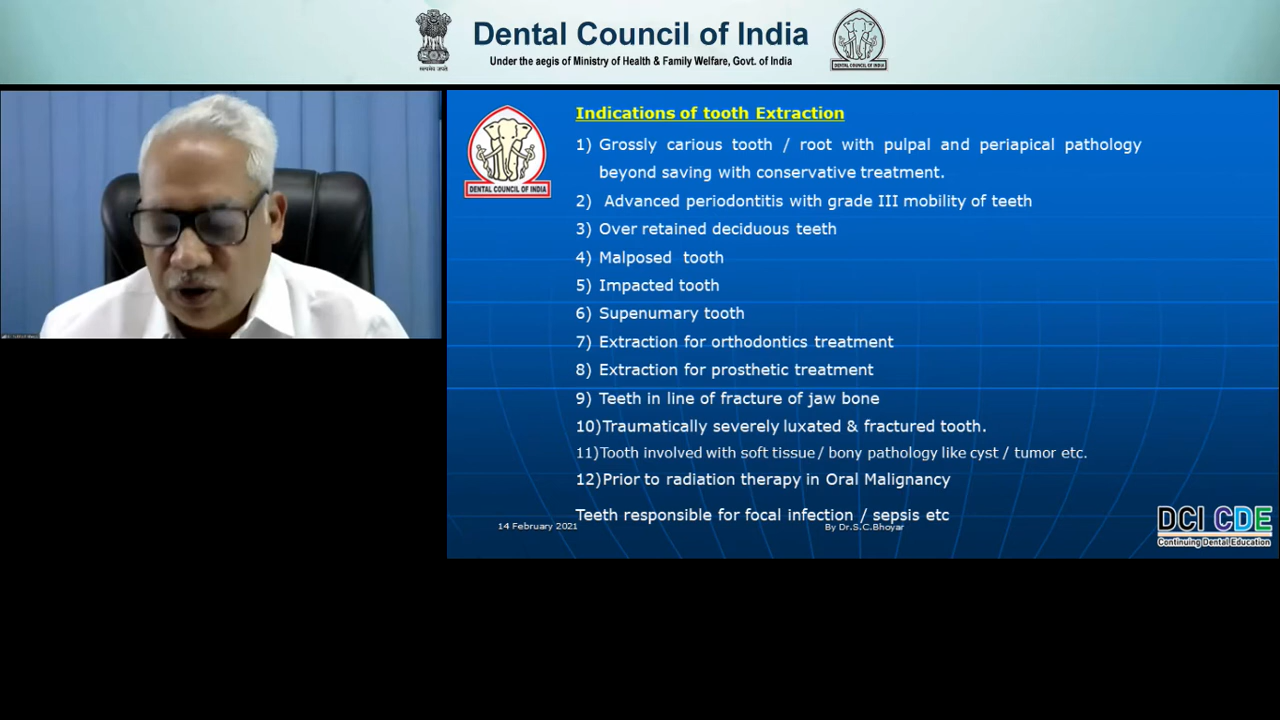 Dental Council of India
Under the aegis of Ministry of Health & Family Welfare, Govt. of India
DENTAL COUNCIL OF INDIA
DENTAL COUNCIL OF INDIA
Indications of tooth Extraction
1) Grossly carious tooth / root with pulpal and periapical pathology
beyond saving with conservative treatment.
2) Advanced periodontitis with grade III mobility of teeth
3) Over retained deciduous teeth
4) Malposed tooth
5) Impacted tooth
6) Supenumary tooth
7) Extraction for orthodontics treatment
8) Extraction for prosthetic treatment
9) Teeth in line of fracture of jaw bone
10)Traumatically severely luxated & fractured tooth.
11)Tooth involved with soft tissue / bony pathology like cyst / tumor etc.
12)Prior to radiation therapy in Oral Malignancy
Teeth responsible for focal infection / sepsis etc
14 February 2021
By Dr.S.C.Bhoyar
DCI CDE
Continuing Dental Education